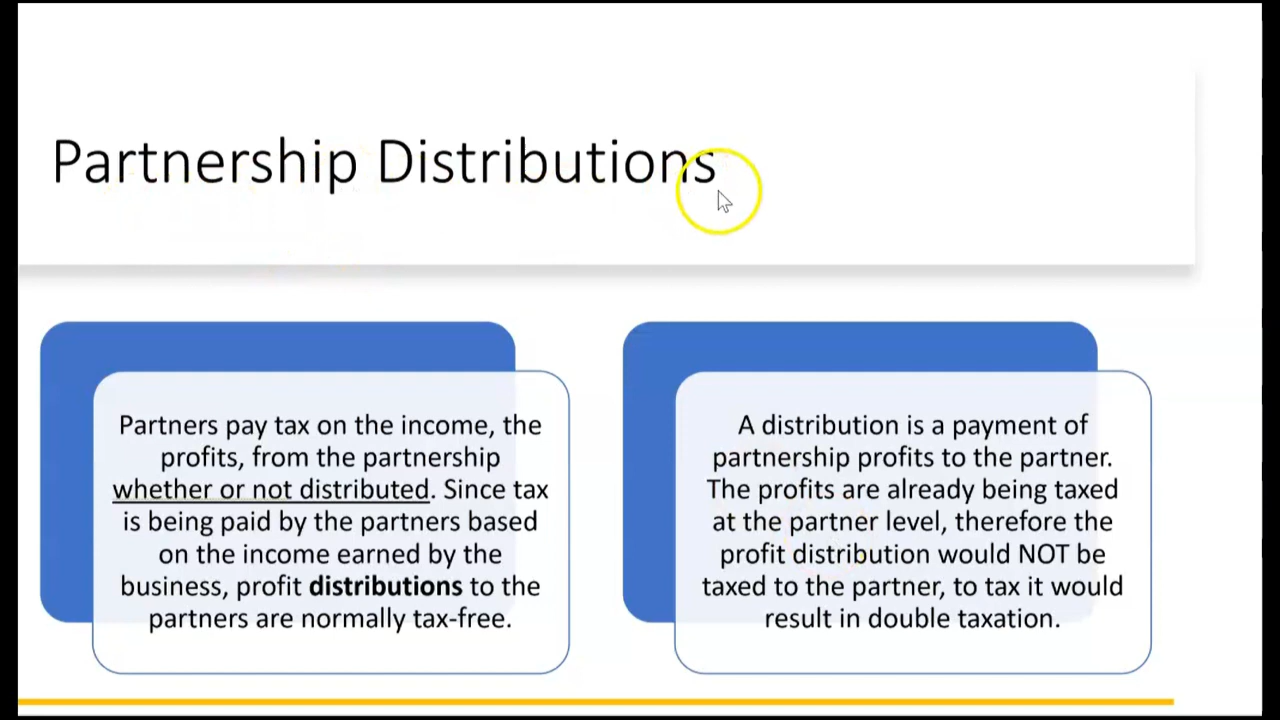 Partnership Distributions
Partners pay tax on the income, the
profits, from the partnership
whether or not distributed. Since tax
is being paid by the partners based
on the income earned by the
business, profit distributions to the
partners are normally tax-free.
A distribution is a payment of
partnership profits to the partner.
The profits are already being taxed
at the partner level, therefore the
profit distribution would NOT be
taxed to the partner, to tax it would
result in double taxation.